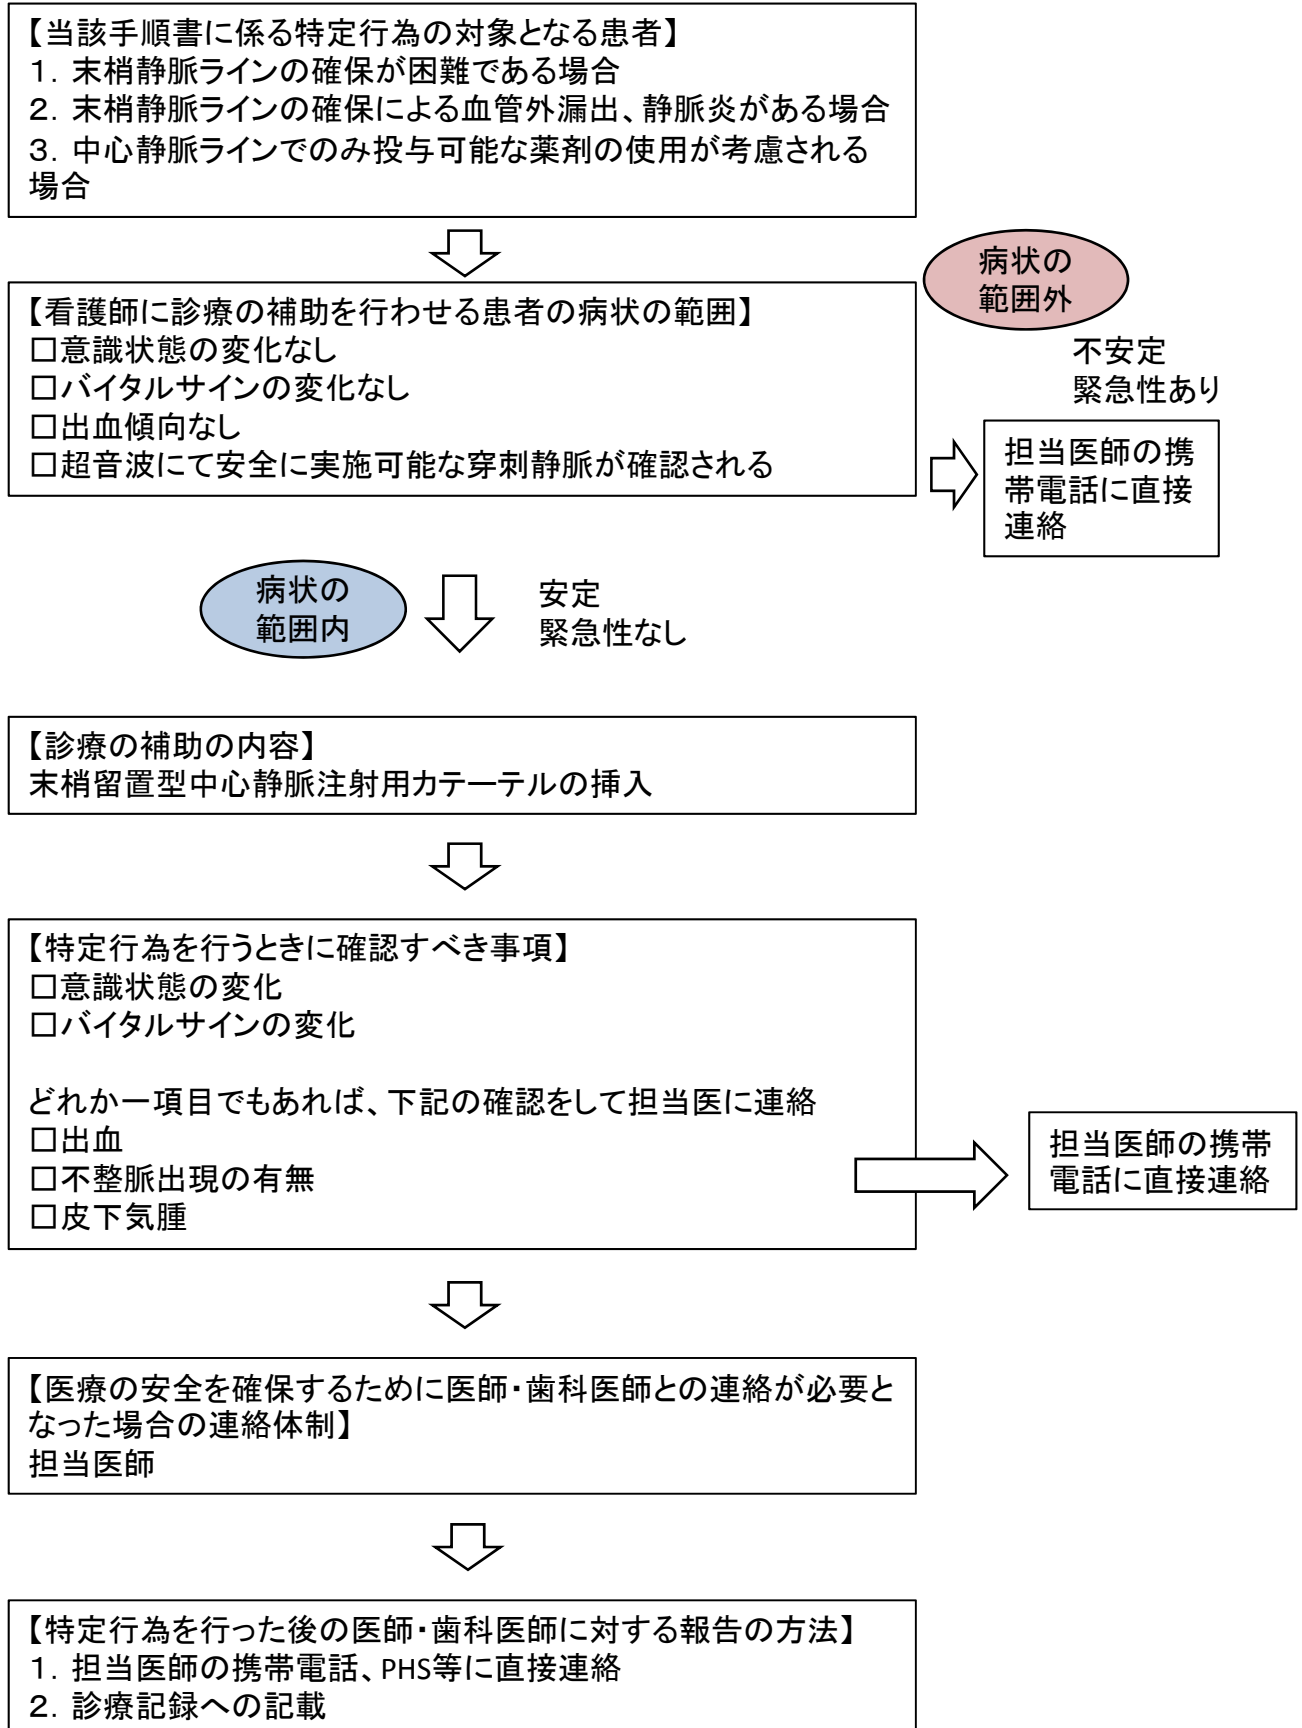 【当該手順書に係る特定行為の対象となる患者】
１．末梢静脈ラインの確保が困難である場合
２．末梢静脈ラインの確保による血管外漏出、静脈炎がある場合
３．中心静脈ラインでのみ投与可能な薬剤の使用が考慮される
場合
病状の
範囲外
【看護師に診療の補助を行わせる患者の病状の範囲】
□意識状態の変化なし
□バイタルサインの変化なし
□出血傾向なし
□超音波にて安全に実施可能な穿刺静脈が確認される
不安定
緊急性あり
担当医師の携
帯電話に直接
連絡
病状の
範囲内
安定
緊急性なし
【診療の補助の内容】
末梢留置型中心静脈注射用カテーテルの挿入
【特定行為を行うときに確認すべき事項】
□意識状態の変化
□バイタルサインの変化
どれか一項目でもあれば、下記の確認をして担当医に連絡
□出血
□不整脈出現の有無
□皮下気腫
担当医師の携帯
電話に直接連絡
【医療の安全を確保するために医師・歯科医師との連絡が必要と
なった場合の連絡体制】
担当医師
【特定行為を行った後の医師・歯科医師に対する報告の方法】
１．担当医師の携帯電話、PHS等に直接連絡
２．診療記録への記載